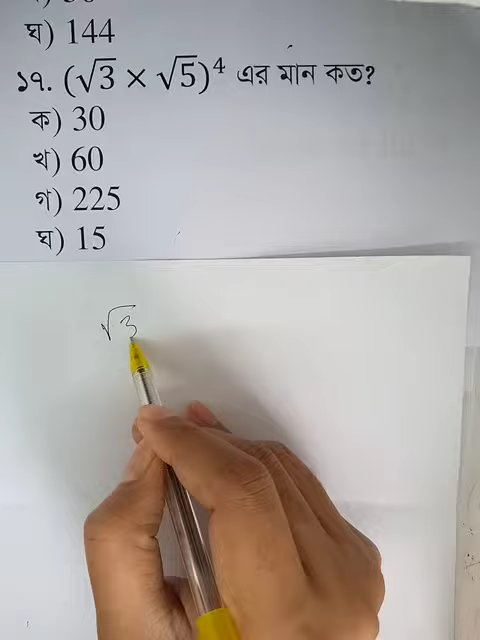 ঘ) 144
১৭. (√3 × √5)⁴ এর মান কত?
ক) 30
খ) 60
গ) 225
ঘ) 15
√3